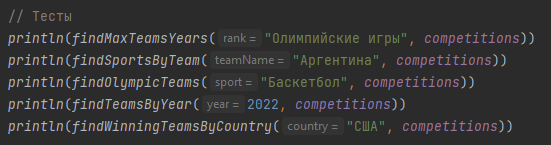 // Тесты
println(findMaxTeamsYears( rank = "Олимпийские игры", competitions))
println(findSportsByTeam( teamName = "Аргентина", competitions))
println(findOlympicTeams( sport = "Баскетбол", competitions))
println(findTeamsByYear( year = 2022, competitions))
println(findWinningTeamsByCountry( country = "США", competitions))